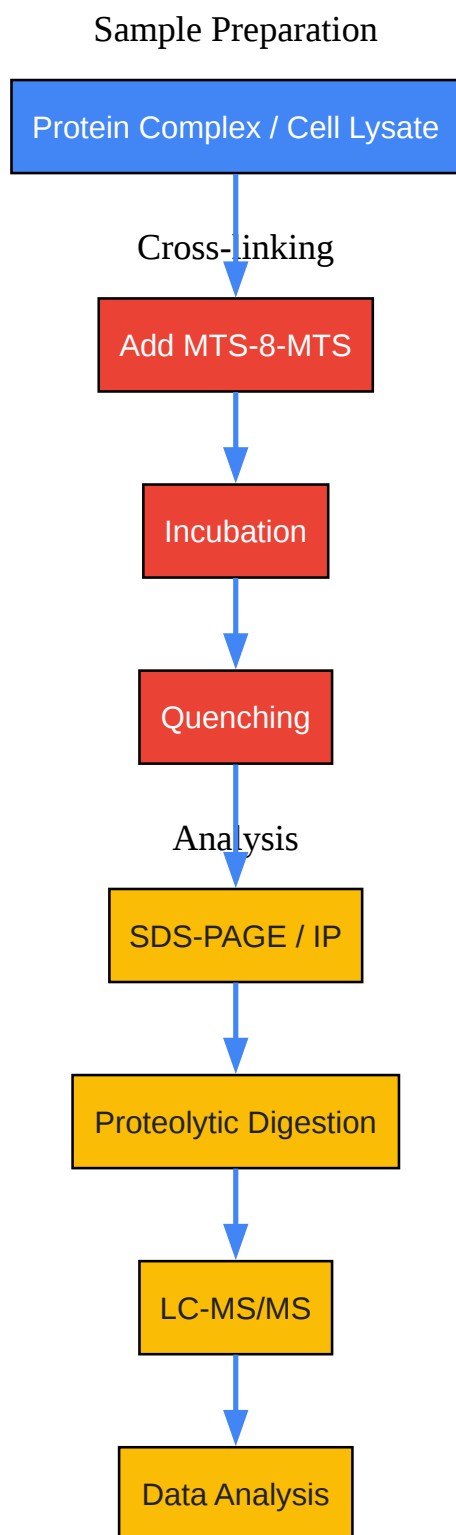 Sample Preparation
Protein Complex / Cell Lysate
Cross-linking
Add MTS-8-MTS
Incubation
Quenching
Analysis
SDS-PAGE / IP
Proteolytic Digestion
LC-MS/MS
Data Analysis